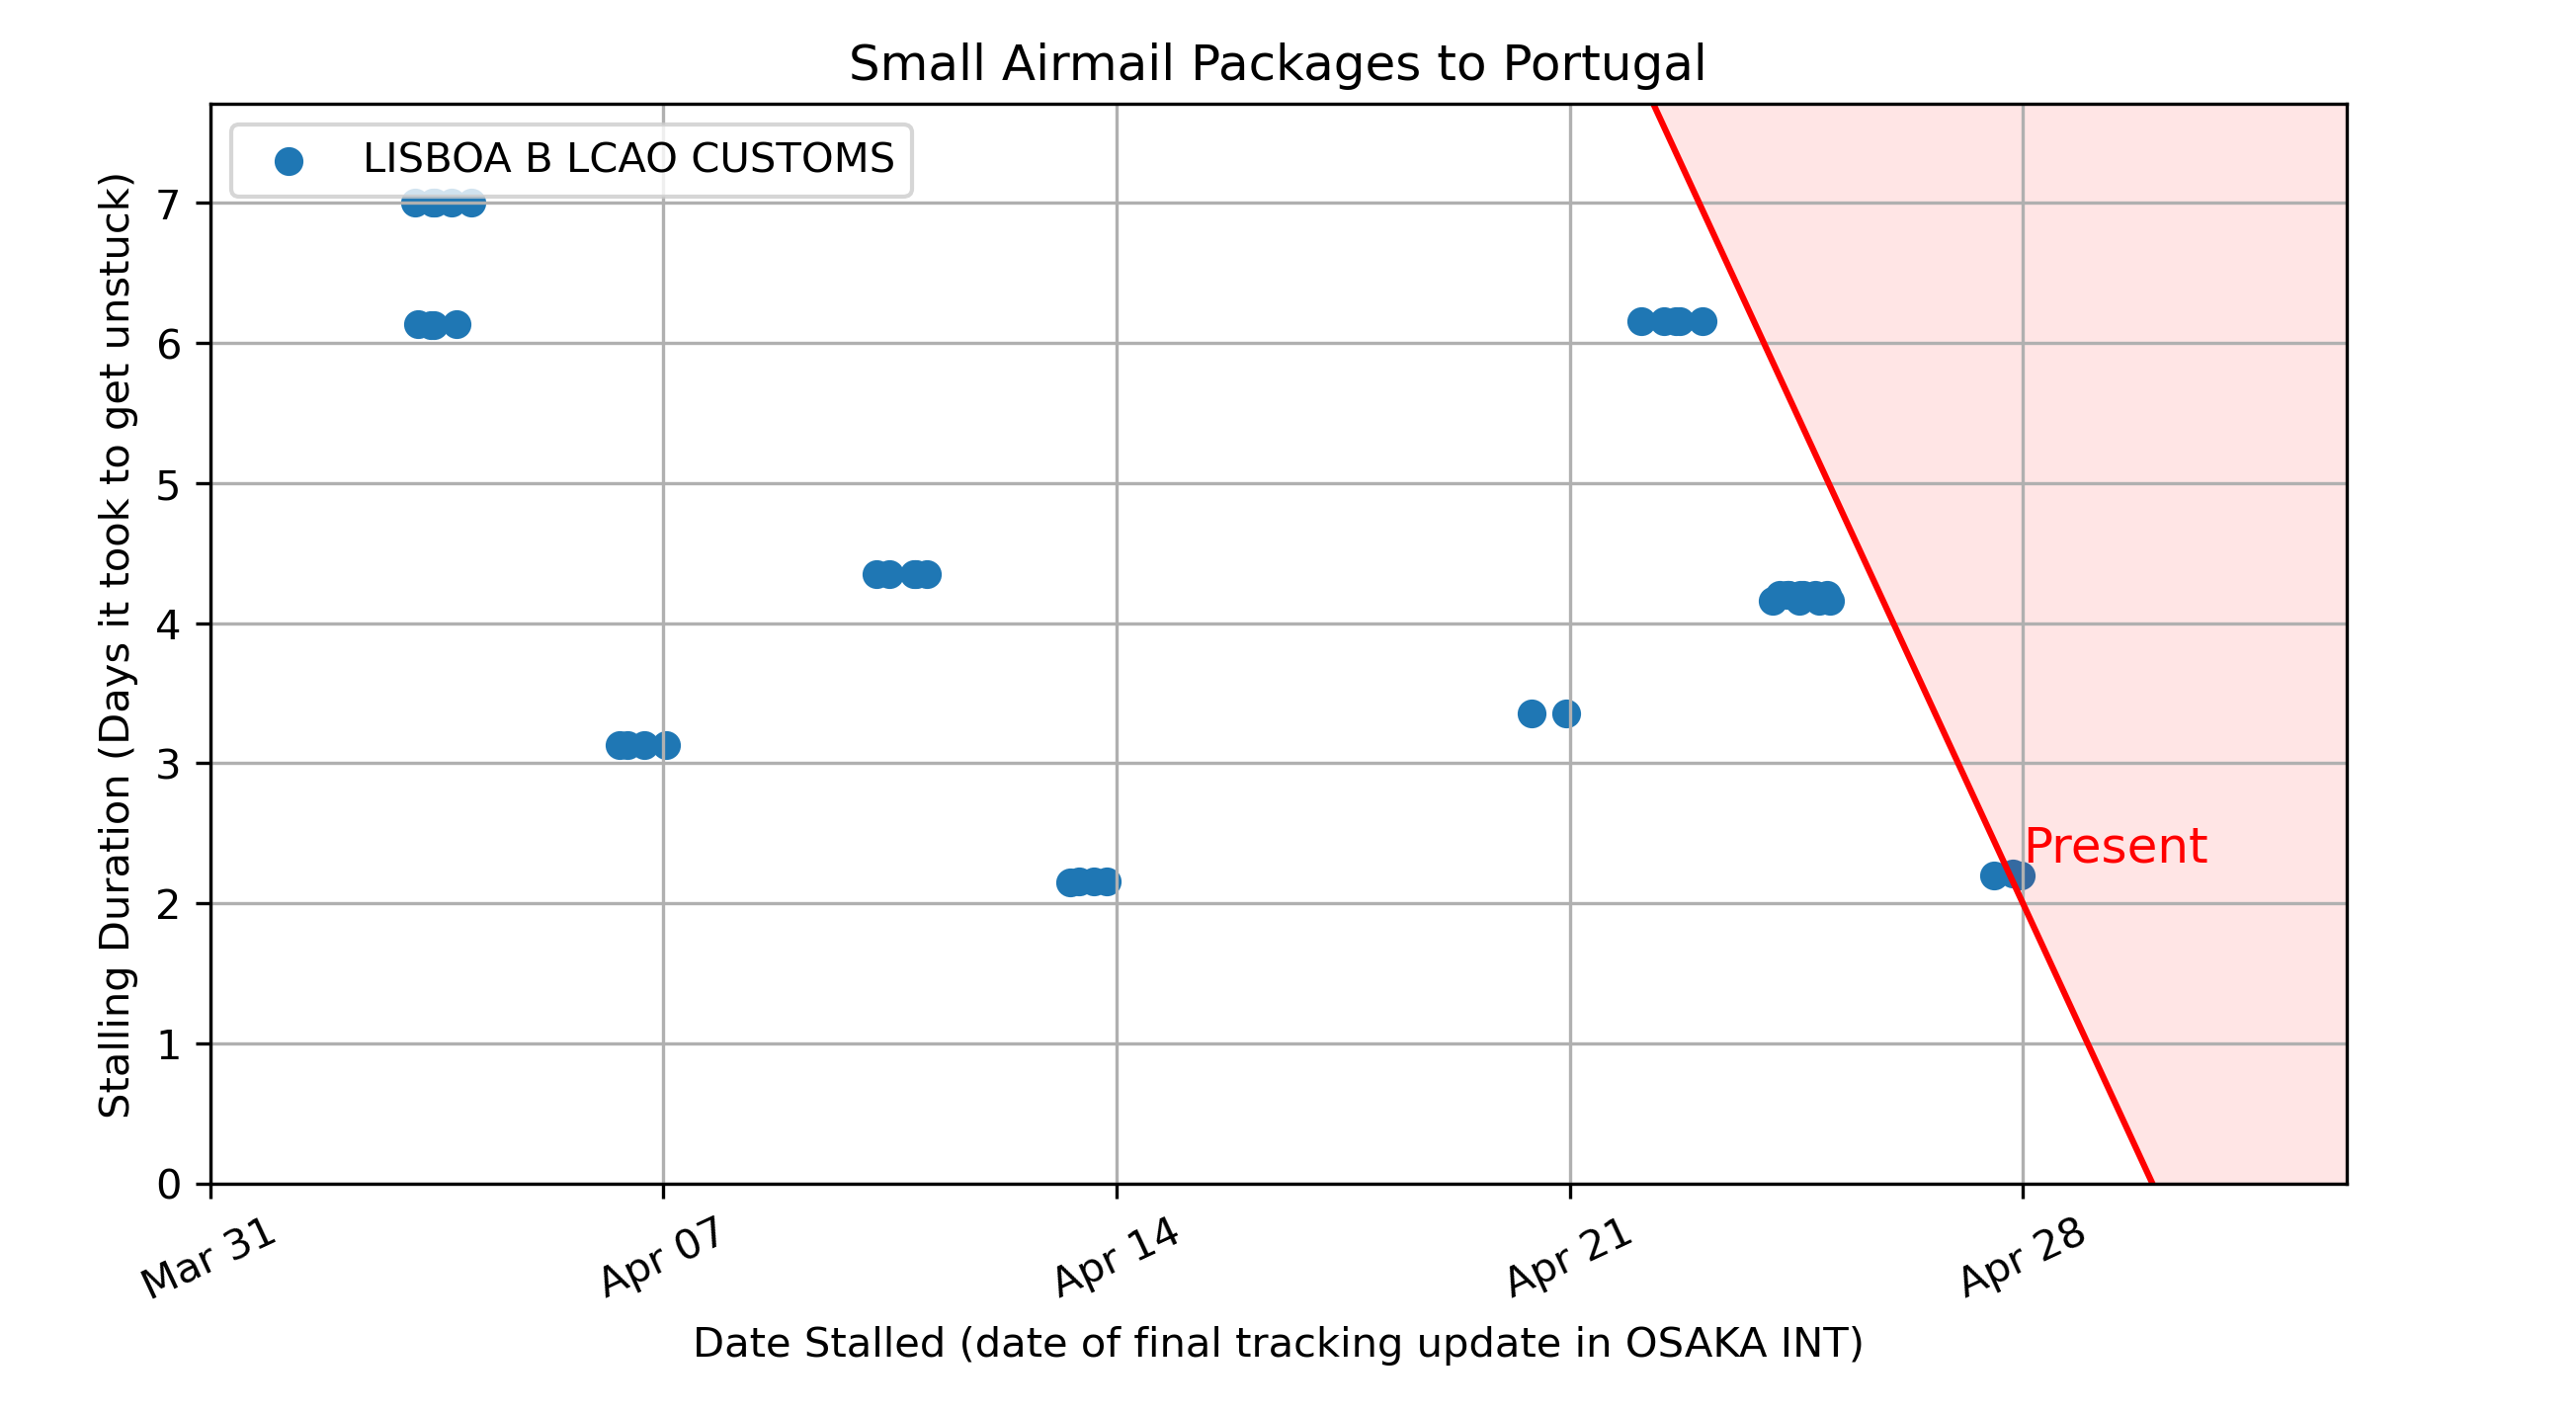 Small Airmail Packages to Portugal
LISBOA B LCAO CUSTOMS
Stalling Duration (Days it took to get unstuck)
7
6
5
4
3
2
1
0
Present
Mar 31
Apr 07
Apr 14
Apr 21
Apr 28
Date Stalled (date of final tracking update in OSAKA INT)